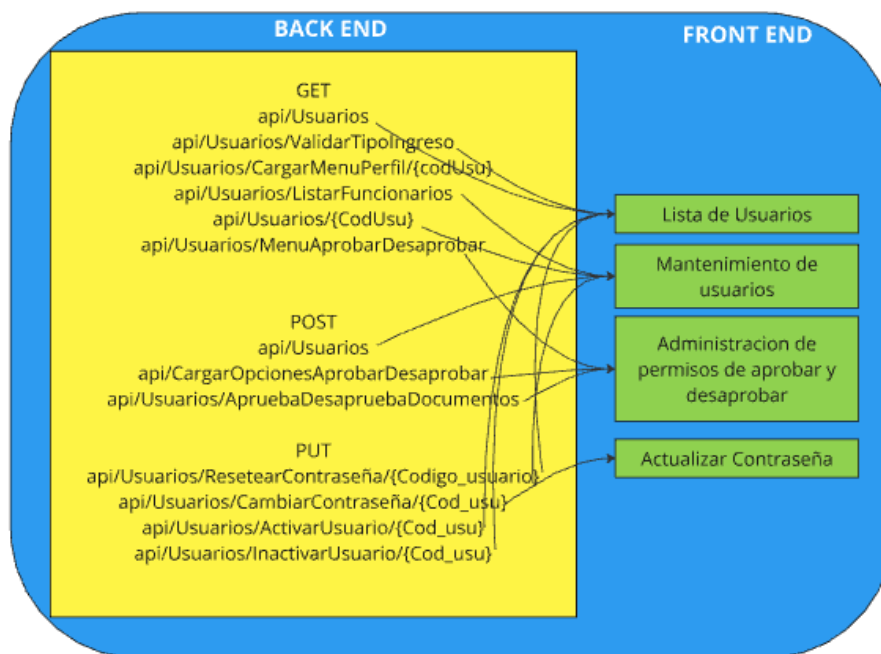 BACK END
FRONT END
GET
api/Usuarios
api/Usuarios/ValidarTipoIngreso
api/Usuarios/CargarMenuPerfil/{codUsu}
api/Usuarios/ListarFuncionarios
api/Usuarios/{CodUsu}
api/Usuarios/MenuAprobarDesaprobar
POST
api/Usuarios
api/CargarOpcionesAprobarDesaprobar
api/Usuarios/ApruebaDesapruebaDocumentos
PUT
api/Usuarios/ResetearContraseña/{Codigo_usuario}
api/Usuarios/CambiarContraseña/{Cod_usu}
api/Usuarios/ActivarUsuario/{Cod_usu}
api/Usuarios/InactivarUsuario/{Cod_usu}
Lista de Usuarios
Mantenimiento de
usuarios
Administracion de
permisos de aprobar y
desaprobar
Actualizar Contraseña